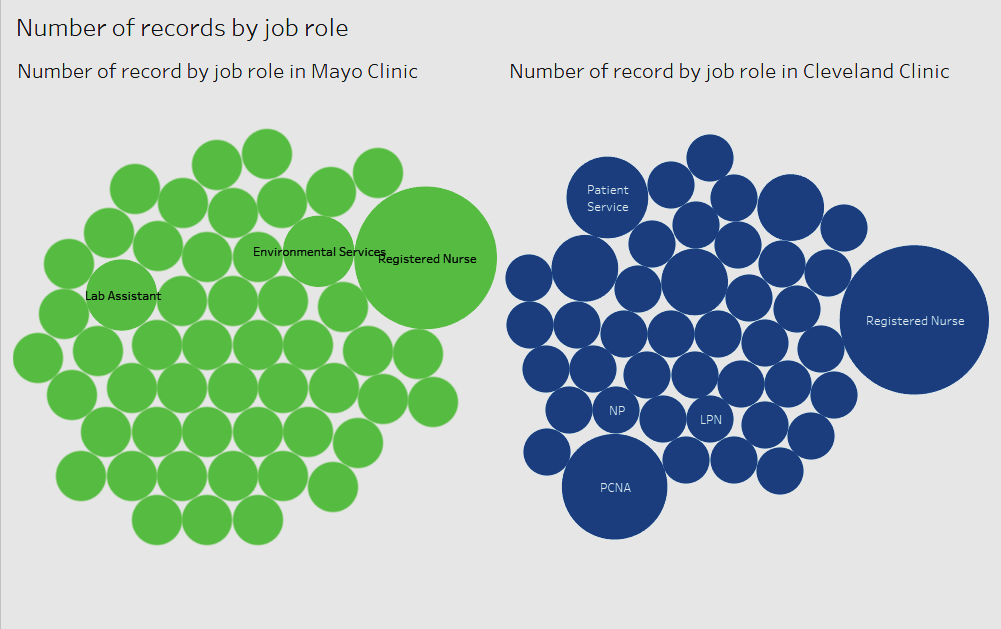 Number of records by job role
Number of record by job role in Mayo Clinic
Number of record by job role in Cleveland Clinic
Environmental Services
Registered Nurse
Lab Assistant
Patient
Service
Registered Nurse
NP
LPN
PCNA